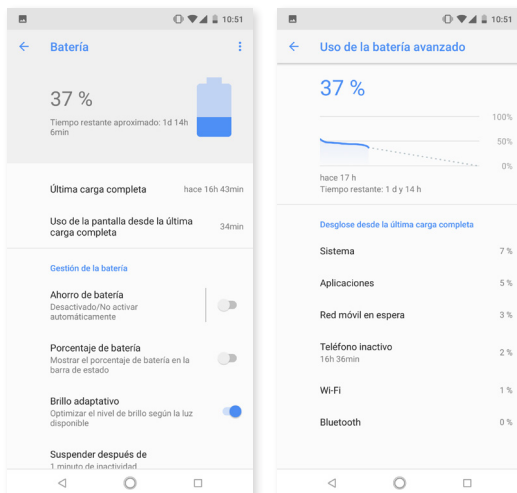 10:51
Batería
37 %
Tiempo restante aproximado: 1d 14h
6min
Última carga completa hace 16h 43min
Uso de la pantalla desde la última
carga completa 34min
Gestión de la batería
Ahorro de batería
Desactivado/No activar
automáticamente
Porcentaje de batería
Mostrar el porcentaje de batería en la
barra de estado
Brillo adaptativo
Optimizar el nivel de brillo según la luz
disponible
Suspender después de
1 minuto de inactividad
10:51
Uso de la batería avanzado
37 %
100%
50%
0%
hace 17 h
Tiempo restante: 1 d y 14 h
Desglose desde la última carga completa
Sistema 7 %
Aplicaciones 5 %
Red móvil en espera 3 %
Teléfono inactivo
16h 36min 2 %
Wi-Fi 1 %
Bluetooth 0 %